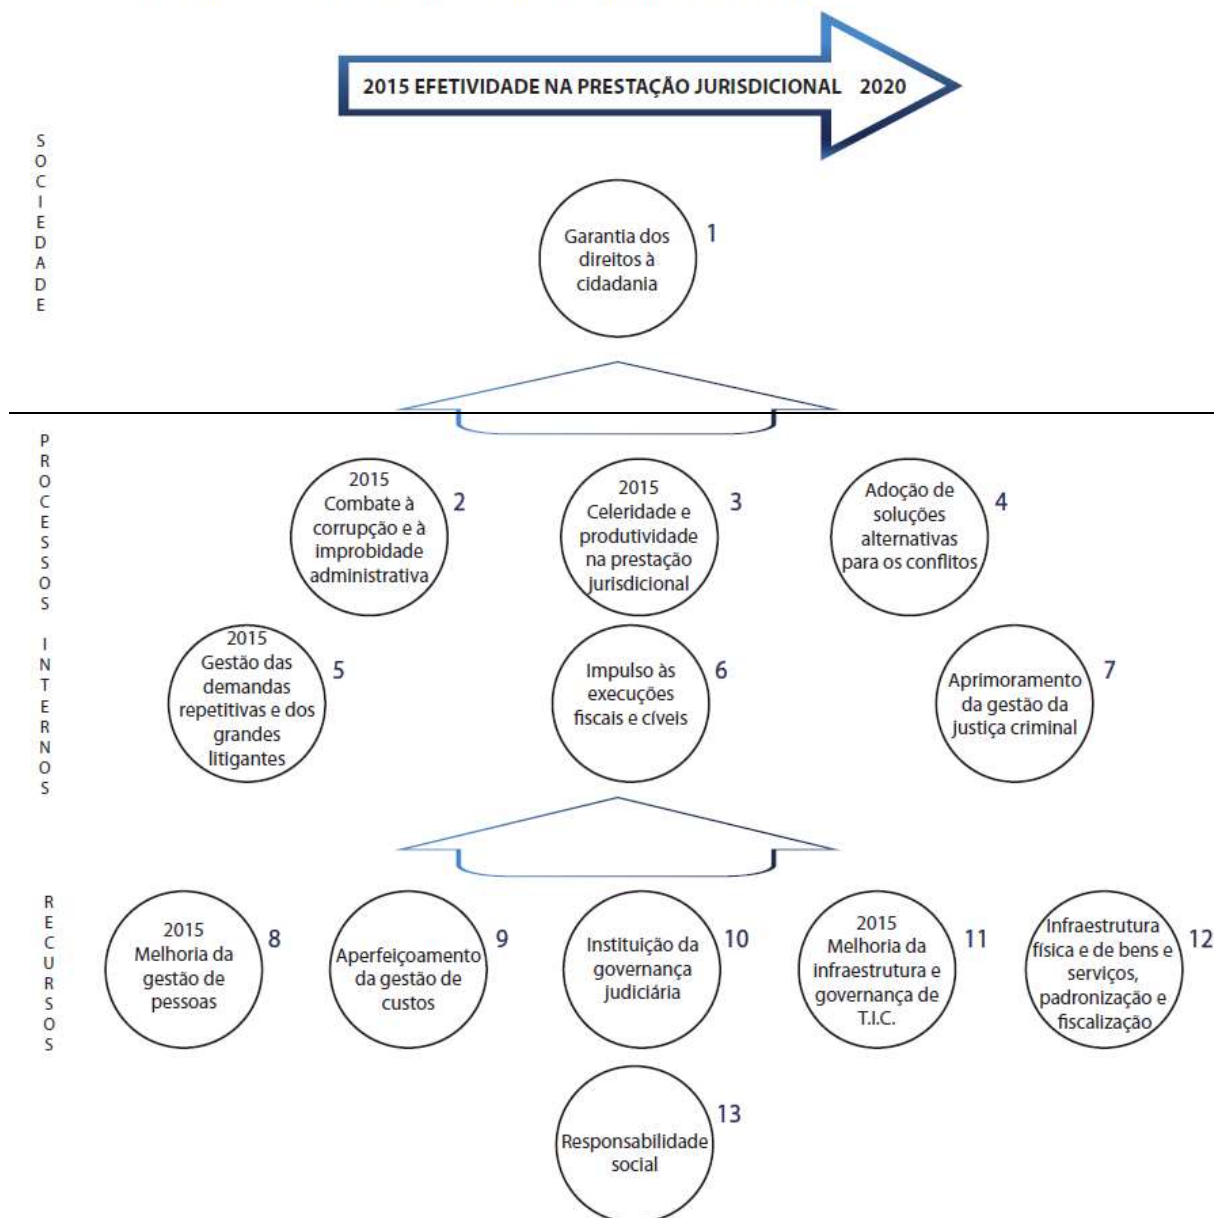 2015 EFETIVIDADE NA PRESTAÇÃO JURISDICIONAL 2020
SOCIEDADE
Garantia dos
direitos à
cidadania
1
PROCESSOS INTERNOS
2015
Combate à
corrupção e à
improbidade
administrativa
2
2015
Celeridade e
produtividade
na prestação
jurisdicional
3
Adoção de
soluções
alternativas
para os conflitos
4
2015
Gestão das
demandas
repetitivas e dos
grandes
litigantes
5
Impulso às
execuções
fiscais e cíveis
6
Aprimoramento
da gestão da
justiça criminal
7
RECURSOS
2015
Melhoria da
gestão de
pessoas
8
Aperfeiçoamento
da gestão de
custos
9
Instituição da
governança
judiciária
10
2015
Melhoria da
infraestrutura e
governança de
T.I.C.
11
Infraestrutura
física e de bens e
serviços,
padronização e
fiscalização
12
Responsabilidade
social
13